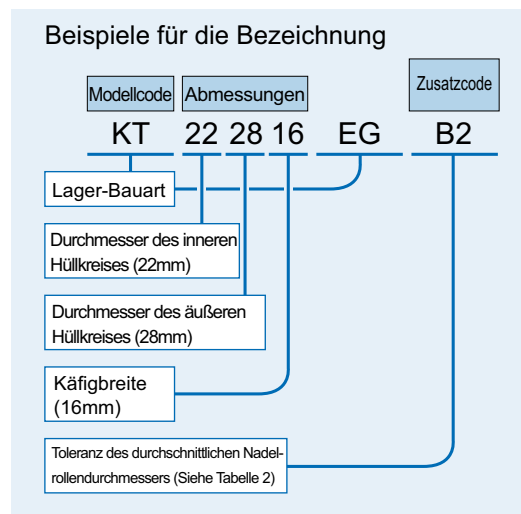 Beispiele für die Bezeichnung
Modellcode Abmessungen Zusatzcode
KT 22 28 16 EG B2
Lager-Bauart
Durchmesser des inneren
Hüllkreises (22mm)
Durchmesser des äußeren
Hüllkreises (28mm)
Käfigbreite
(16mm)
Toleranz des durchschnittlichen Nadel-
rollendurchmessers (Siehe Tabelle 2)